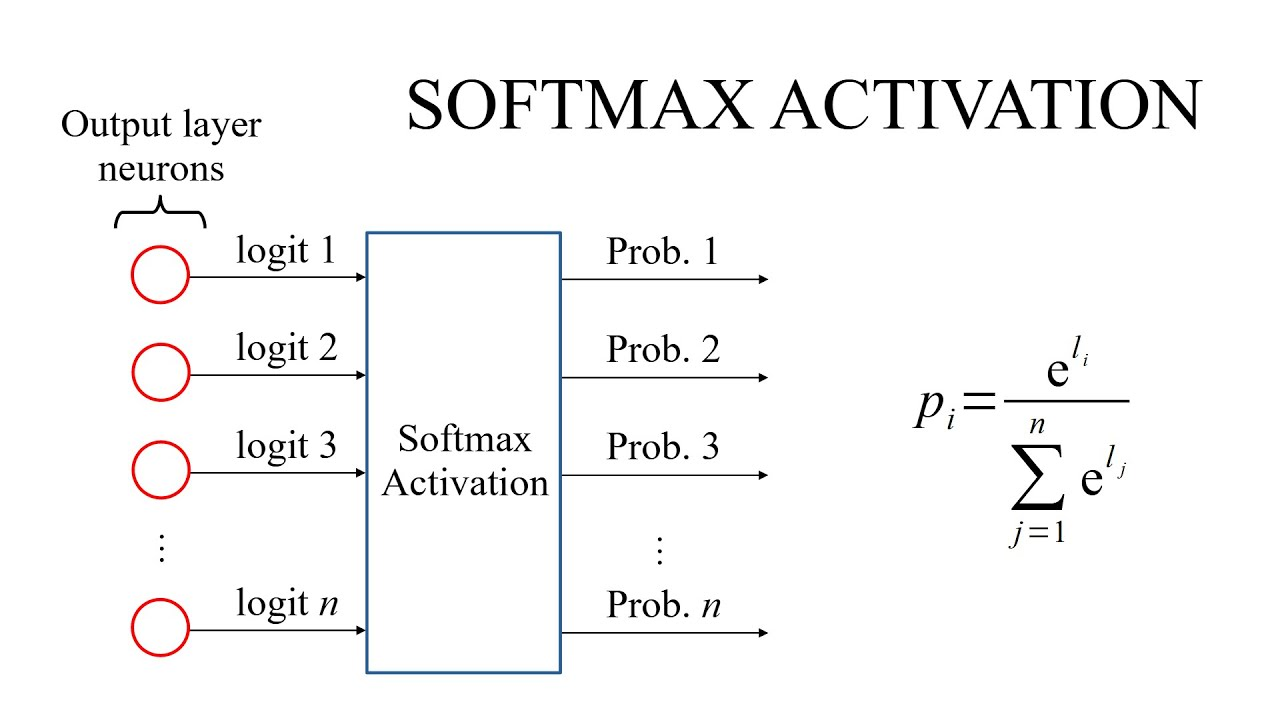 SOFTMAX ACTIVATION
Output layer
neurons
logit 1
logit 2
logit 3
⋮
logit n
Softmax
Activation
Prob. 1
Prob. 2
Prob. 3
⋮
Prob. n
p_i = e^{l_i} / ∑_{j=1}^{n} e^{l_j}